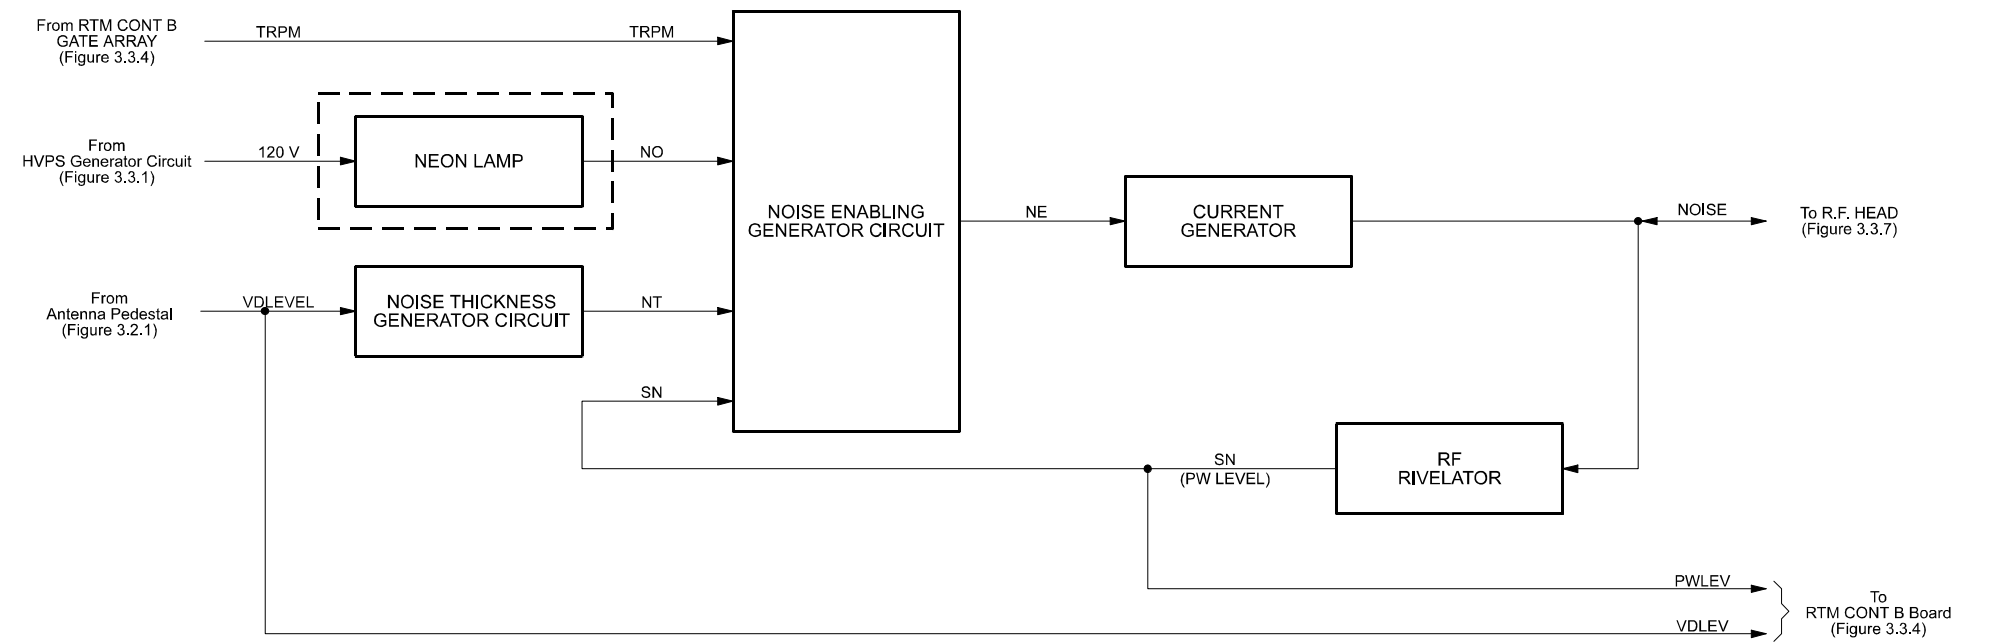 From RTM CONT B
GATE ARRAY
(Figure 3.3.4)
TRPM
TRPM
From
HVPS Generator Circuit
(Figure 3.3.1)
120 V
NEON LAMP
NO
From
Antenna Pedestal
(Figure 3.2.1)
VDLEVEL
NOISE THICKNESS
GENERATOR CIRCUIT
NT
SN
NOISE ENABLING
GENERATOR CIRCUIT
NE
CURRENT
GENERATOR
NOISE
To R.F. HEAD
(Figure 3.3.7)
RF
RIVELATOR
SN
(PW LEVEL)
PWLEV
VDLEV
To
RTM CONT B Board
(Figure 3.3.4)